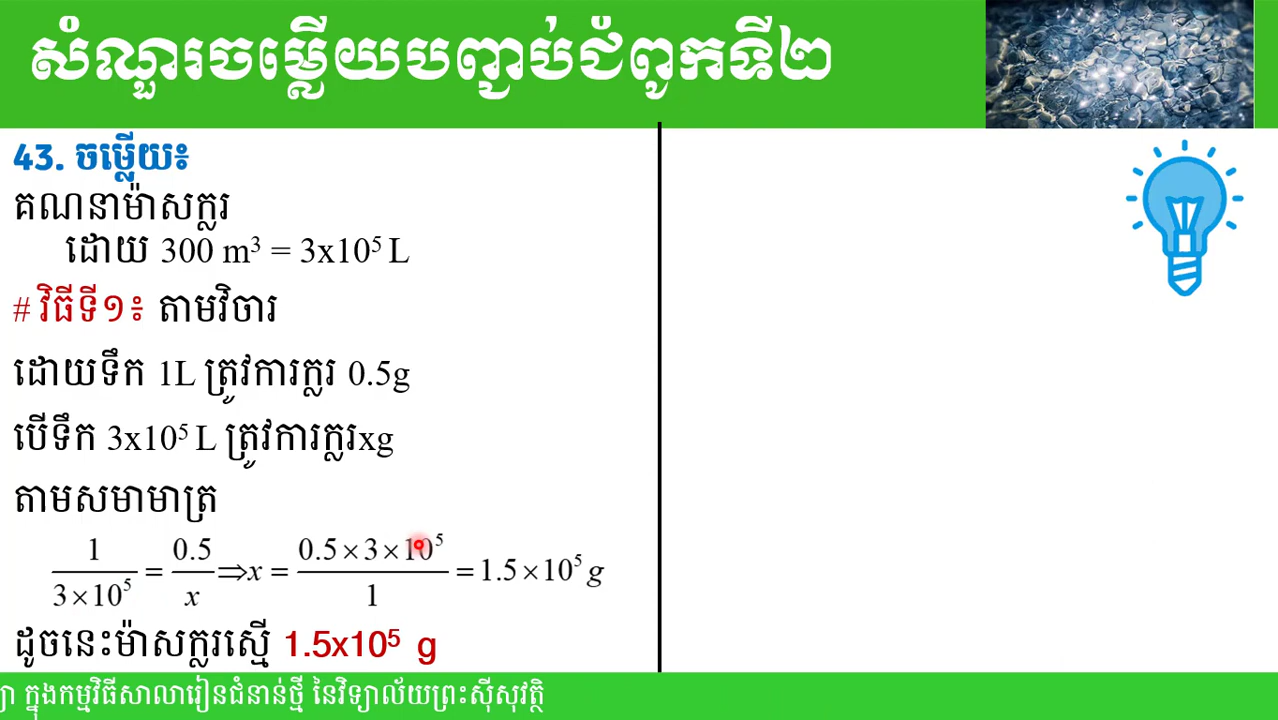 សំណួរចម្លើយបញ្ចប់ជំពូកទី២
43. ចម្លើយ៖
គណនាម៉ាសក្លរ
ដោយ 300 m³ = 3x10⁵ L
# វិធីទី១៖ តាមវិចារ
ដោយទឹក 1L ត្រូវការក្លរ 0.5g
បើទឹក 3x10⁵ L ត្រូវការក្លរxg
តាមសមាមាត្រ
1/(3×10⁵) = 0.5/x ⇒ x = (0.5×3×10⁵)/1 = 1.5×10⁵ g
ដូចនេះម៉ាសក្លរស្មើ 1.5x10⁵ g
ក្នុងកម្មវិធីសាលារៀនជំនាន់ថ្មី នៃវិទ្យាល័យព្រះស៊ីសុវត្ថិ